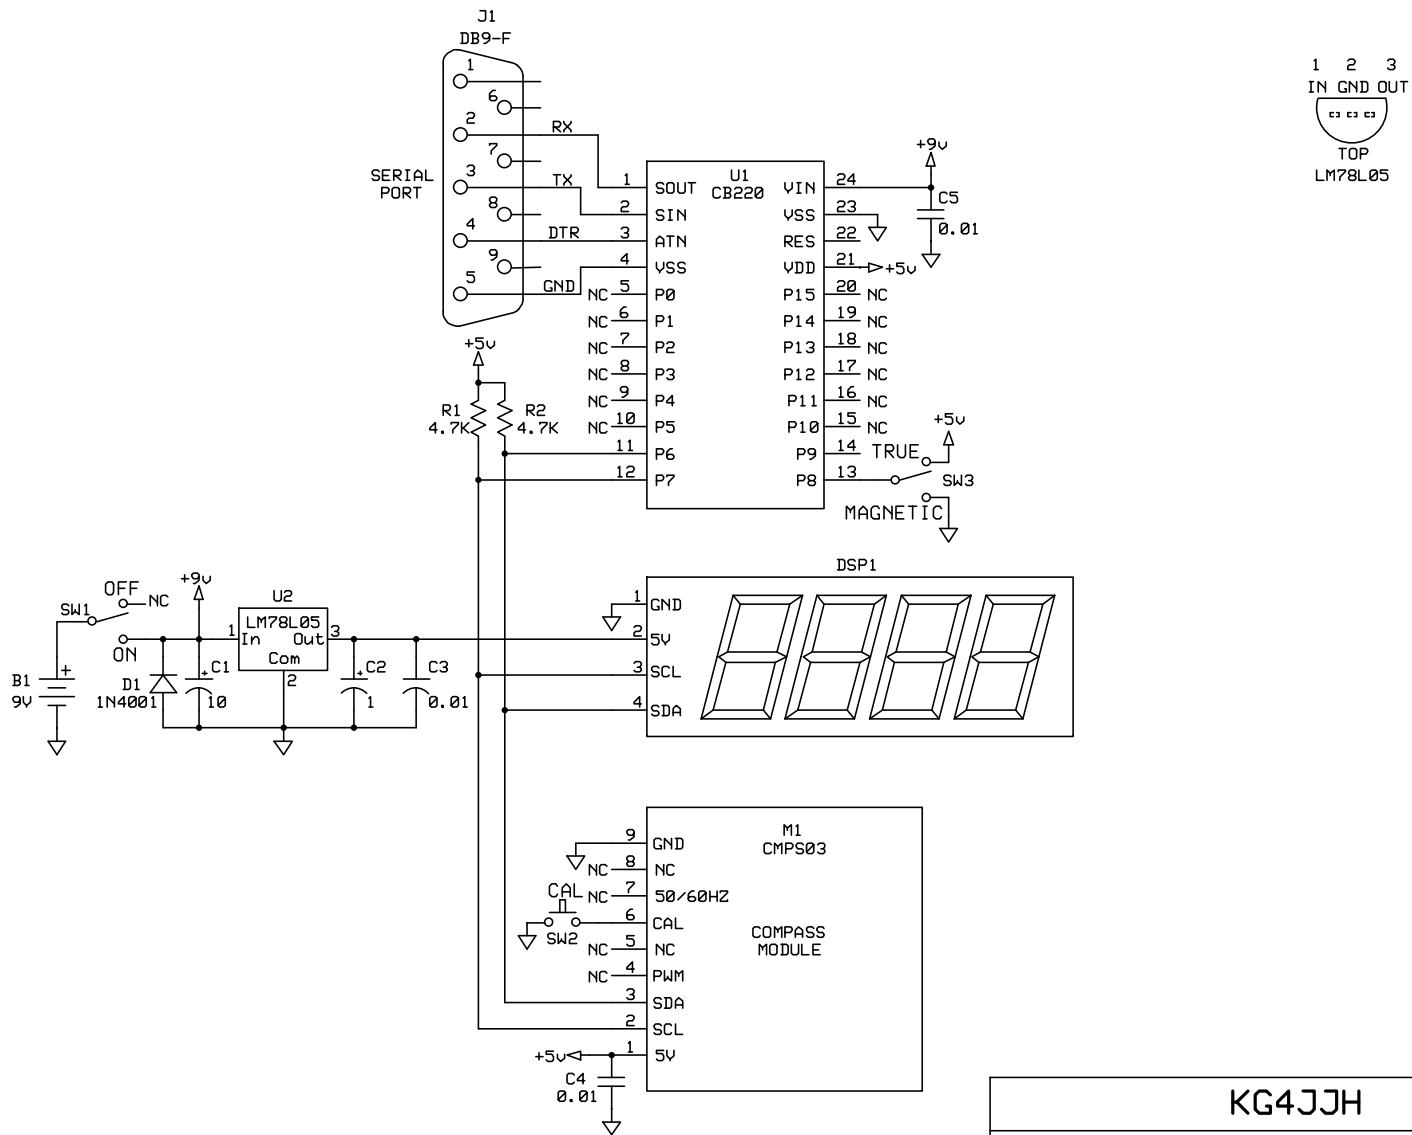 J1
DB9-F
1
6
2
RX
7
3
TX
8
4
DTR
9
5
GND
SERIAL
PORT
1 2 3
IN GND OUT
TOP
LM78L05
U1
CB220
1 SOUT
2 SIN
3 ATN
4 VSS
NC 5 P0
NC 6 P1
NC 7 P2
NC 8 P3
NC 9 P4
NC 10 P5
11 P6
12 P7
VIN 24
VSS 23
RES 22
VDD 21 +5v
P15 20 NC
P14 19 NC
P13 18 NC
P12 17 NC
P11 16 NC
P10 15 NC
P9 14
P8 13
+9v
C5
0.01
+5v
TRUE
SW3
MAGNETIC
+5v
R1
4.7K
R2
4.7K
OFF
NC
SW1
ON
+9v
B1
9V
+
D1
1N4001
+
C1
10
U2
LM78L05
1 In Out 3
Com
2
+
C2
1
C3
0.01
DSP1
1 GND
2 5V
3 SCL
4 SDA
M1
CMPS03
COMPASS
MODULE
9 GND
NC 8 NC
NC 7 50/60HZ
CAL
SW2
6 CAL
NC 5 NC
NC 4 PWM
3 SDA
2 SCL
+5v 1 5V
C4
0.01
KG4JJH